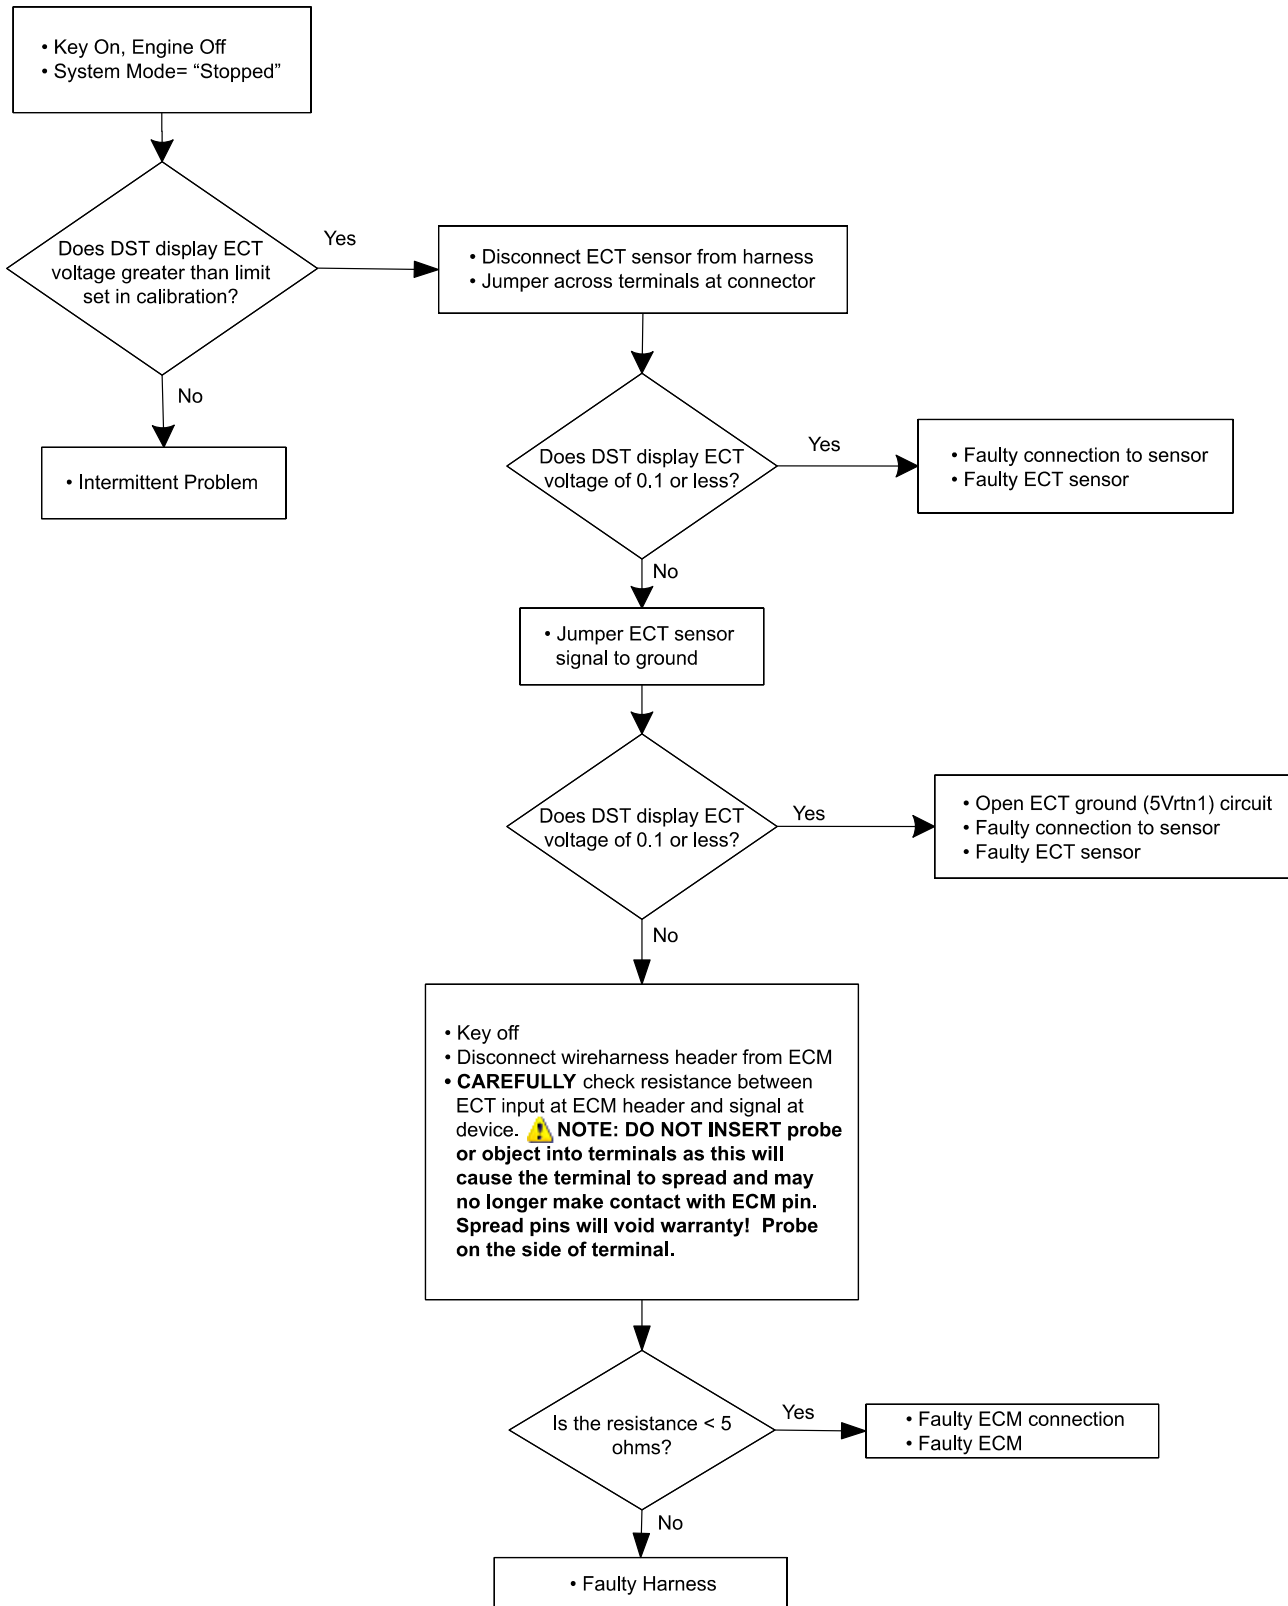 • Key On, Engine Off
• System Mode= “Stopped”
Does DST display ECT
voltage greater than limit
set in calibration?
Yes
• Disconnect ECT sensor from harness
• Jumper across terminals at connector
No
• Intermittent Problem
Does DST display ECT
voltage of 0.1 or less?
Yes
• Faulty connection to sensor
• Faulty ECT sensor
No
• Jumper ECT sensor
signal to ground
Does DST display ECT
voltage of 0.1 or less?
Yes
• Open ECT ground (5Vrtn1) circuit
• Faulty connection to sensor
• Faulty ECT sensor
No
• Key off
• Disconnect wireharness header from ECM
• CAREFULLY check resistance between
ECT input at ECM header and signal at
device. NOTE: DO NOT INSERT probe
or object into terminals as this will
cause the terminal to spread and may
no longer make contact with ECM pin.
Spread pins will void warranty! Probe
on the side of terminal.
Is the resistance < 5
ohms?
Yes
• Faulty ECM connection
• Faulty ECM
No
• Faulty Harness